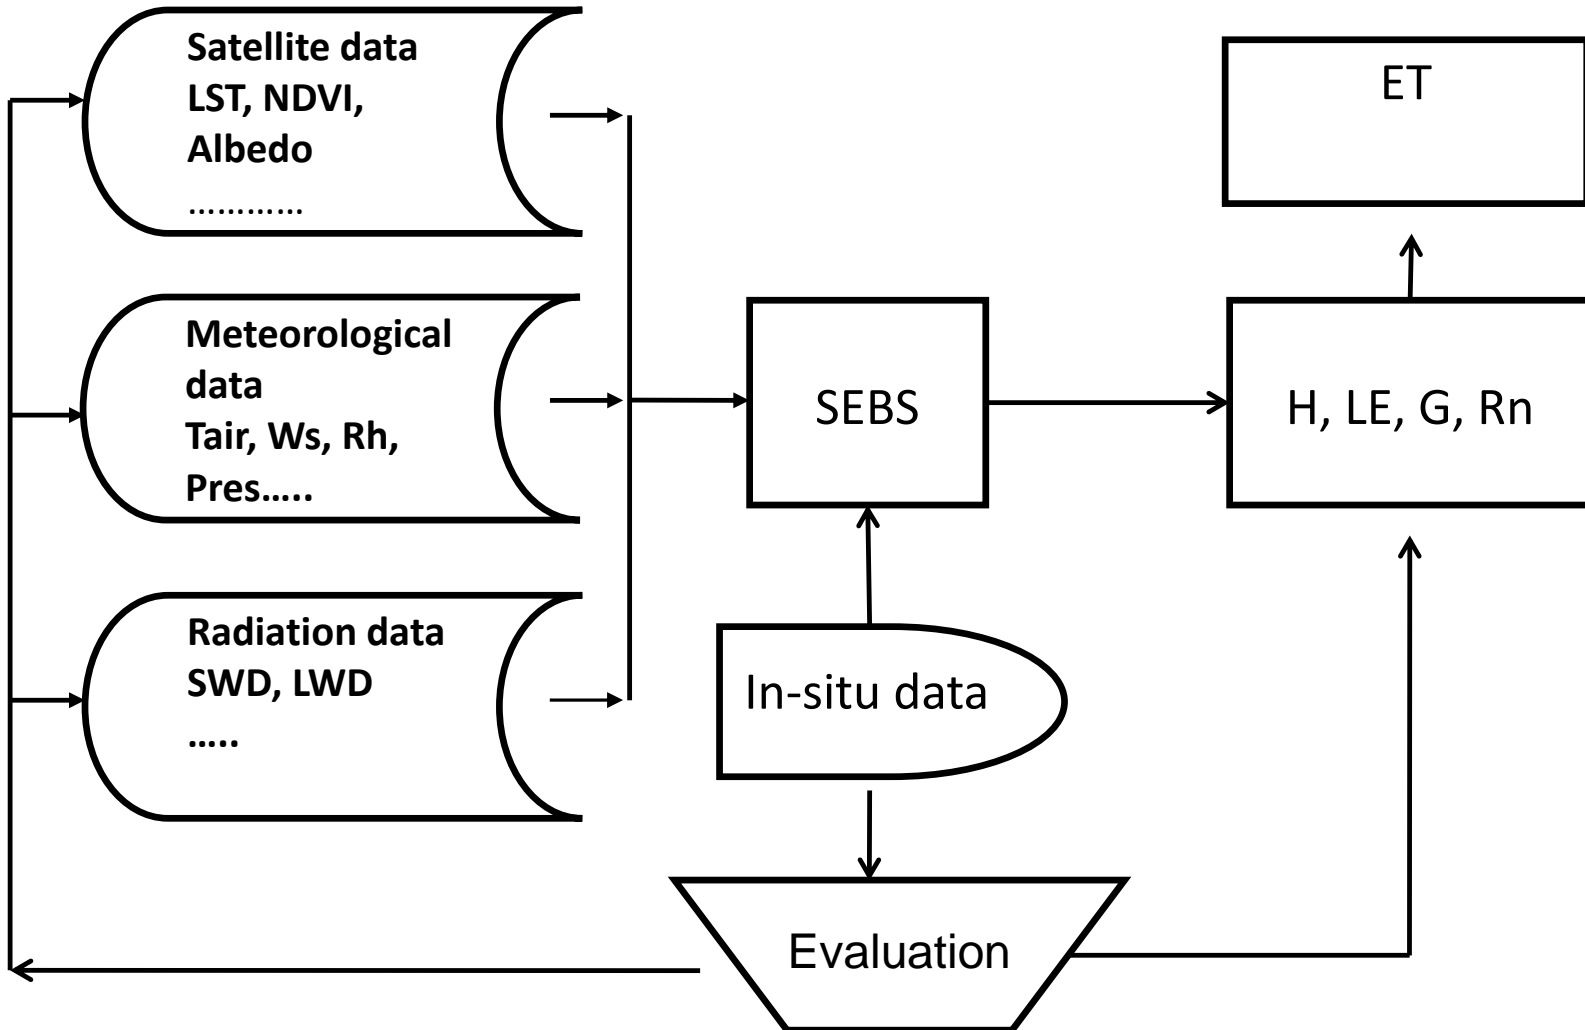 Satellite data
LST, NDVI,
Albedo
…………
Meteorological
data
Tair, Ws, Rh,
Pres…..
Radiation data
SWD, LWD
…..
SEBS
In-situ data
Evaluation
ET
H, LE, G, Rn